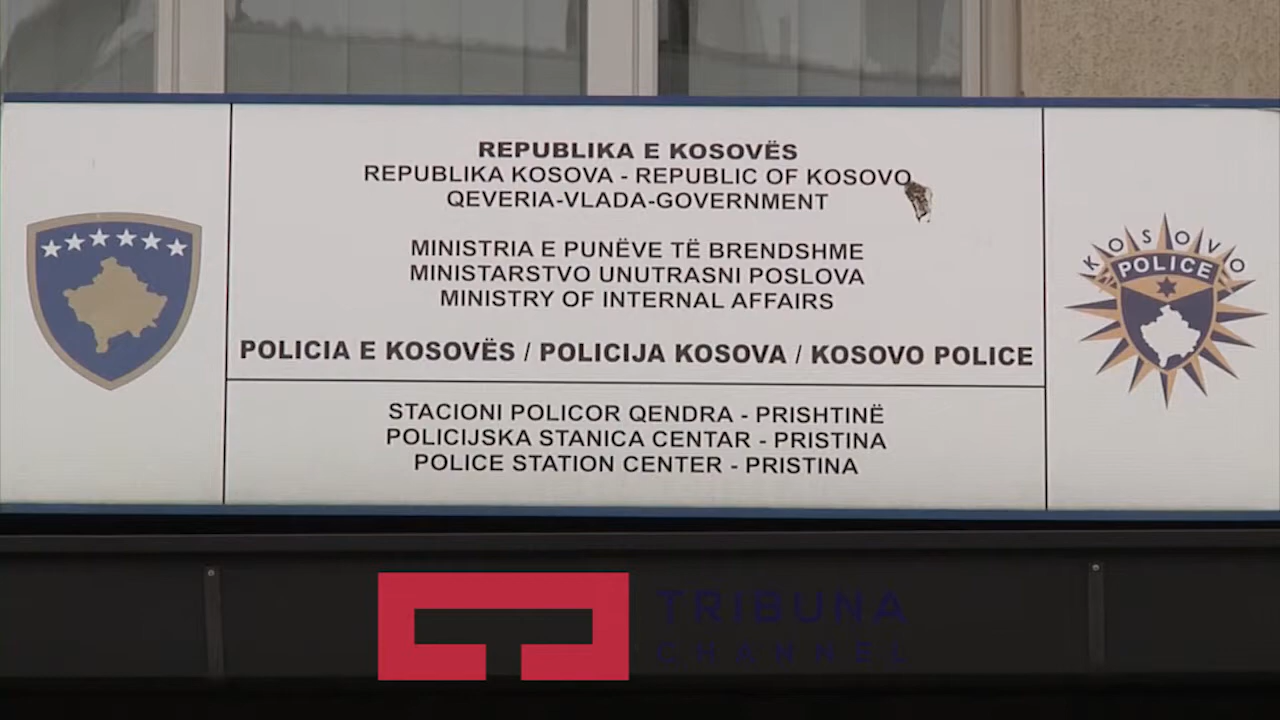 REPUBLIKA E KOSOVËS
REPUBLIKA KOSOVA - REPUBLIC OF KOSOVO
QEVERIA-VLADA-GOVERNMENT
MINISTRIA E PUNËVE TË BRENDSHME
MINISTARSTVO UNUTRASNI POSLOVA
MINISTRY OF INTERNAL AFFAIRS
POLICIA E KOSOVËS / POLICIJA KOSOVA / KOSOVO POLICE
STACIONI POLICOR QENDRA - PRISHTINË
POLICIJSKA STANICA CENTAR - PRISTINA
POLICE STATION CENTER - PRISTINA
KOSOVO
POLICE
TRIBUNA
CHANNEL